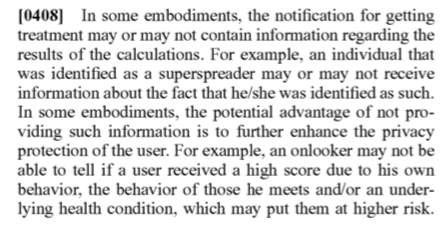 [0408] In some embodiments, the notification for getting
treatment may or may not contain information regarding the
results of the calculations. For example, an individual that
was identified as a superspreader may or may not receive
information about the fact that he/she was identified as such.
In some embodiments, the potential advantage of not pro-
viding such information is to further enhance the privacy
protection of the user. For example, an onlooker may not be
able to tell if a user received a high score due to his own
behavior, the behavior of those he meets and/or an under-
lying health condition, which may put them at higher risk.